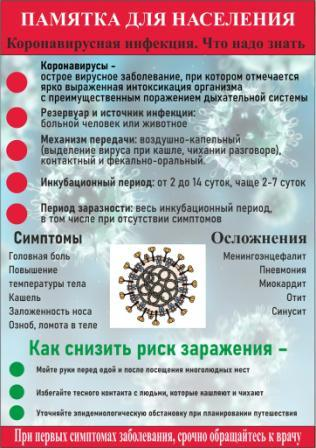 ПАМЯТКА ДЛЯ НАСЕЛЕНИЯ
Коронавирусная инфекция. Что надо знать
Коронавирусы –
острое вирусное заболевание, при котором отмечается
ярко выраженная интоксикация организма
с преимущественным поражением дыхательной системы
Резервуар и источник инфекции:
больной человек или животное
Механизм передачи: воздушно-капельный
(выделение вируса при кашле, чихании разговоре),
контактный и фекально-оральный.
Инкубационный период: от 2 до 14 суток, чаще 2-7 суток
Период заразности: весь инкубационный период,
в том числе при отсутствии симптомов
Симптомы
Головная боль
Повышение
температуры тела
Кашель
Заложенность носа
Озноб, ломота в теле
Осложнения
Менингоэнцефалит
Пневмония
Миокардит
Отит
Синусит
Как снизить риск заражения –
Мойте руки перед едой и после посещения многолюдных мест
Избегайте тесного контакта с людьми, которые кашляют и чихают
Уточняйте эпидемиологическую обстановку при планировании путешествия
При первых симптомах заболевания, срочно обращайтесь к врачу